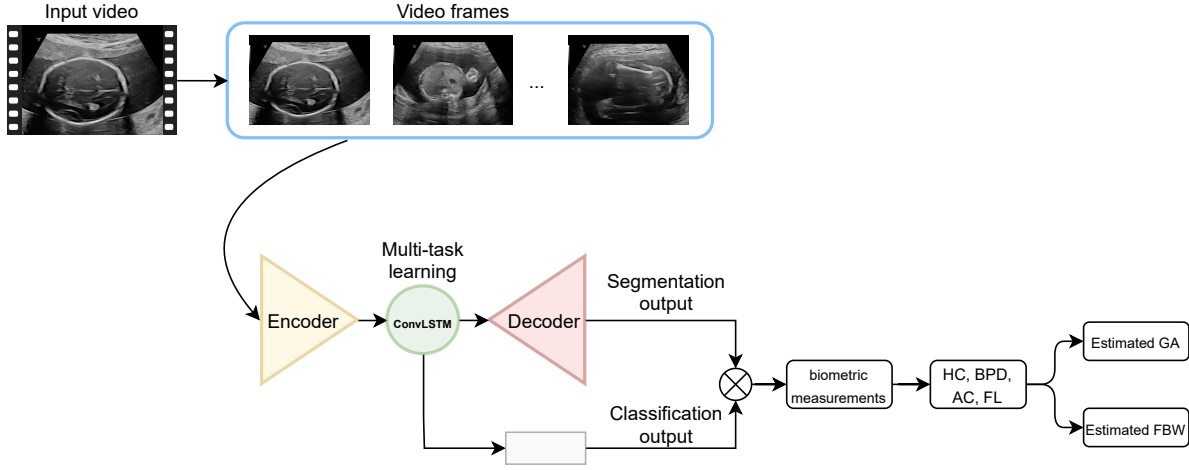 Input video
Video frames
...
Multi-task
learning
Encoder
ConvLSTM
Decoder
Segmentation
output
Classification
output
biometric
measurements
HC, BPD,
AC, FL
Estimated GA
Estimated FBW